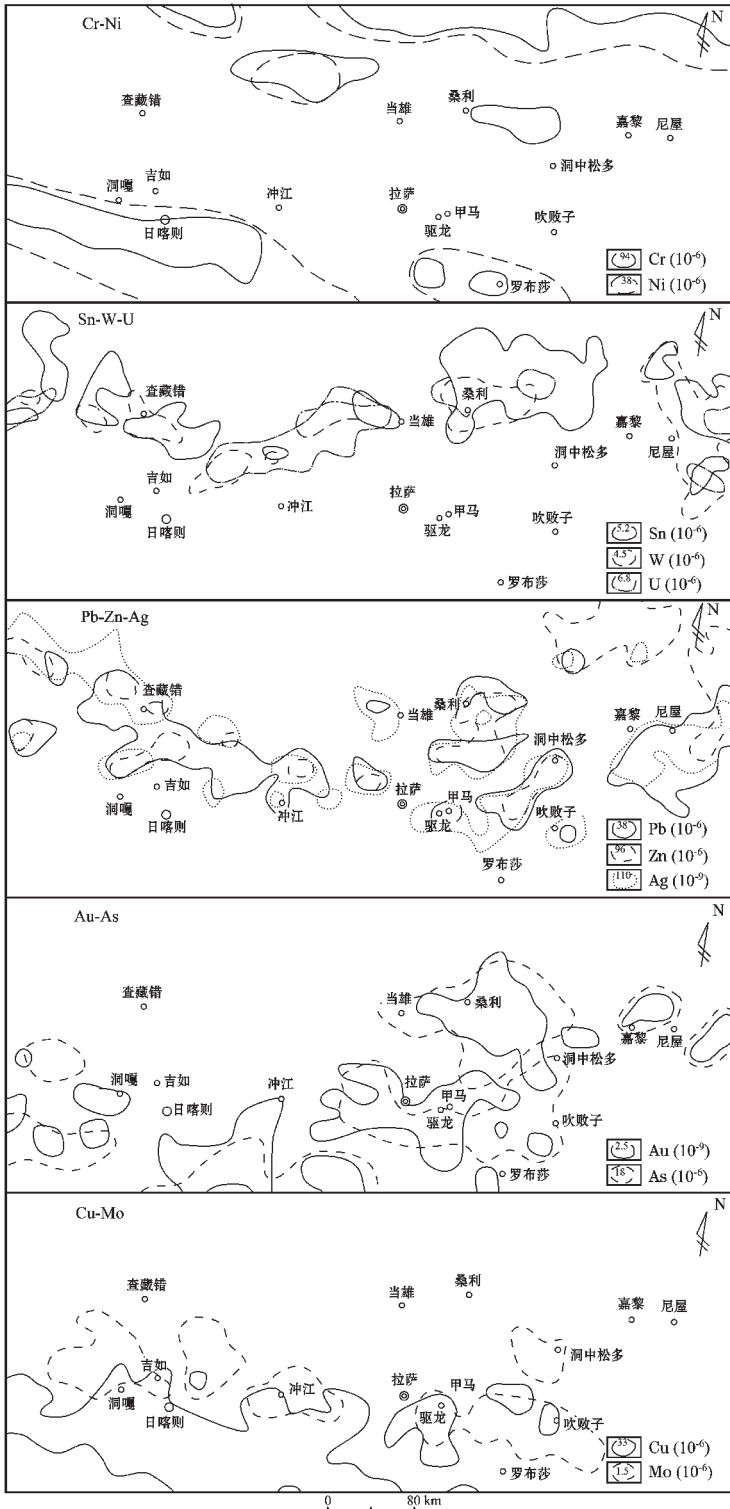 Cr-Ni
N
查藏错
当雄
桑利
嘉黎
尼屋
洞中松多
吉如
洞嘎
冲江
拉萨
甲马
驱龙
吹败子
日喀则
罗布莎
94 Cr (10-6)
38 Ni (10-6)
Sn-W-U
N
查藏错
当雄
桑利
嘉黎
尼屋
洞中松多
吉如
洞嘎
冲江
拉萨
甲马
驱龙
吹败子
日喀则
罗布莎
5.2 Sn (10-6)
4.5 W (10-6)
6.8 U (10-6)
Pb-Zn-Ag
N
查藏错
当雄
桑利
嘉黎
尼屋
洞中松多
吉如
洞嘎
冲江
拉萨
甲马
驱龙
吹败子
日喀则
罗布莎
38 Pb (10-6)
96 Zn (10-6)
110 Ag (10-9)
Au-As
N
查藏错
当雄
桑利
嘉黎
尼屋
洞中松多
吉如
洞嘎
冲江
拉萨
甲马
驱龙
吹败子
日喀则
罗布莎
2.5 Au (10-9)
18 As (10-6)
Cu-Mo
N
查藏错
当雄
桑利
嘉黎
尼屋
洞中松多
吉如
洞嘎
冲江
拉萨
甲马
驱龙
吹败子
日喀则
罗布莎
33 Cu (10-6)
1.5 Mo (10-6)
0 80 km